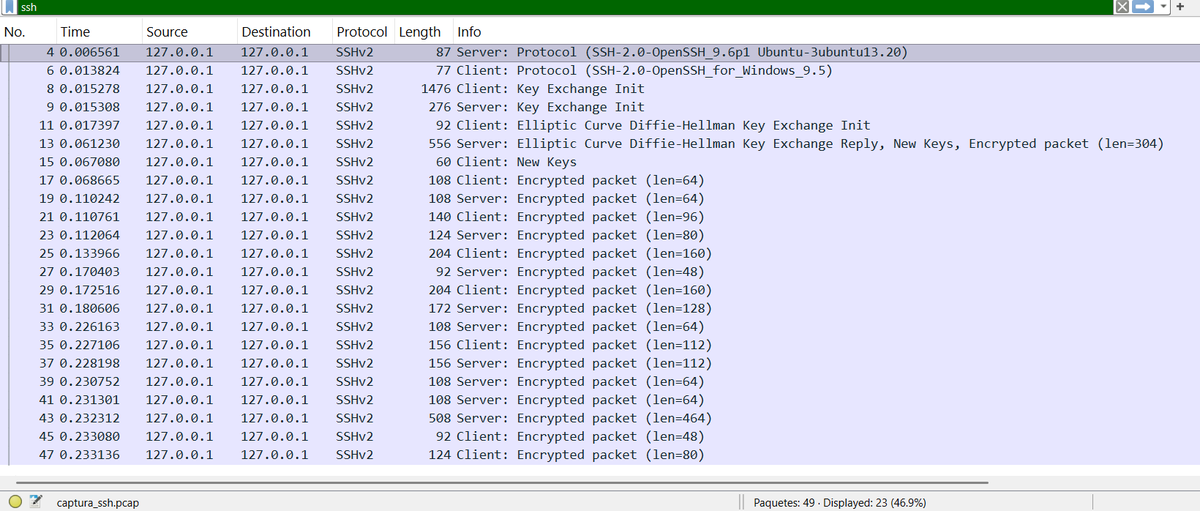 ssh
No. Time Source Destination Protocol Length Info
4 0.006561 127.0.0.1 127.0.0.1 SSHv2 87 Server: Protocol (SSH-2.0-OpenSSH_9.6p1 Ubuntu-3ubuntu13.20)
6 0.013824 127.0.0.1 127.0.0.1 SSHv2 77 Client: Protocol (SSH-2.0-OpenSSH_for_Windows_9.5)
8 0.015278 127.0.0.1 127.0.0.1 SSHv2 1476 Client: Key Exchange Init
9 0.015308 127.0.0.1 127.0.0.1 SSHv2 276 Server: Key Exchange Init
11 0.017397 127.0.0.1 127.0.0.1 SSHv2 92 Client: Elliptic Curve Diffie-Hellman Key Exchange Init
13 0.061230 127.0.0.1 127.0.0.1 SSHv2 556 Server: Elliptic Curve Diffie-Hellman Key Exchange Reply, New Keys, Encrypted packet (len=304)
15 0.067080 127.0.0.1 127.0.0.1 SSHv2 60 Client: New Keys
17 0.068665 127.0.0.1 127.0.0.1 SSHv2 108 Client: Encrypted packet (len=64)
19 0.110242 127.0.0.1 127.0.0.1 SSHv2 108 Server: Encrypted packet (len=64)
21 0.110761 127.0.0.1 127.0.0.1 SSHv2 140 Client: Encrypted packet (len=96)
23 0.112064 127.0.0.1 127.0.0.1 SSHv2 124 Server: Encrypted packet (len=80)
25 0.133966 127.0.0.1 127.0.0.1 SSHv2 204 Client: Encrypted packet (len=160)
27 0.170403 127.0.0.1 127.0.0.1 SSHv2 92 Server: Encrypted packet (len=48)
29 0.172516 127.0.0.1 127.0.0.1 SSHv2 204 Client: Encrypted packet (len=160)
31 0.180606 127.0.0.1 127.0.0.1 SSHv2 172 Server: Encrypted packet (len=128)
33 0.226163 127.0.0.1 127.0.0.1 SSHv2 108 Server: Encrypted packet (len=64)
35 0.227106 127.0.0.1 127.0.0.1 SSHv2 156 Client: Encrypted packet (len=112)
37 0.228198 127.0.0.1 127.0.0.1 SSHv2 156 Server: Encrypted packet (len=112)
39 0.230752 127.0.0.1 127.0.0.1 SSHv2 108 Server: Encrypted packet (len=64)
41 0.231301 127.0.0.1 127.0.0.1 SSHv2 108 Server: Encrypted packet (len=64)
43 0.232312 127.0.0.1 127.0.0.1 SSHv2 508 Server: Encrypted packet (len=464)
45 0.233080 127.0.0.1 127.0.0.1 SSHv2 92 Client: Encrypted packet (len=48)
47 0.233136 127.0.0.1 127.0.0.1 SSHv2 124 Client: Encrypted packet (len=80)
captura_ssh.pcap Paquetes: 49 · Displayed: 23 (46.9%)